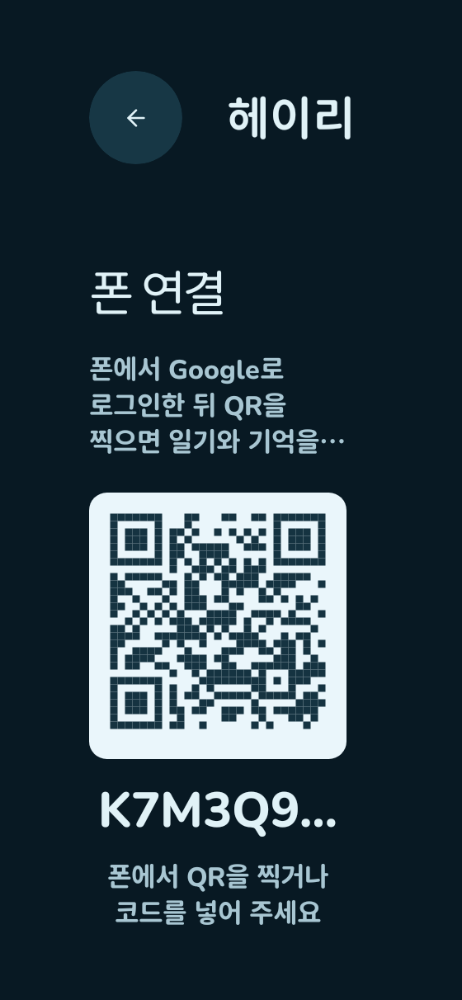 헤이리
폰 연결
폰에서 Google로
로그인한 뒤 QR을
찍으면 일기와 기억을…
K7M3Q9...
폰에서 QR을 찍거나
코드를 넣어 주세요